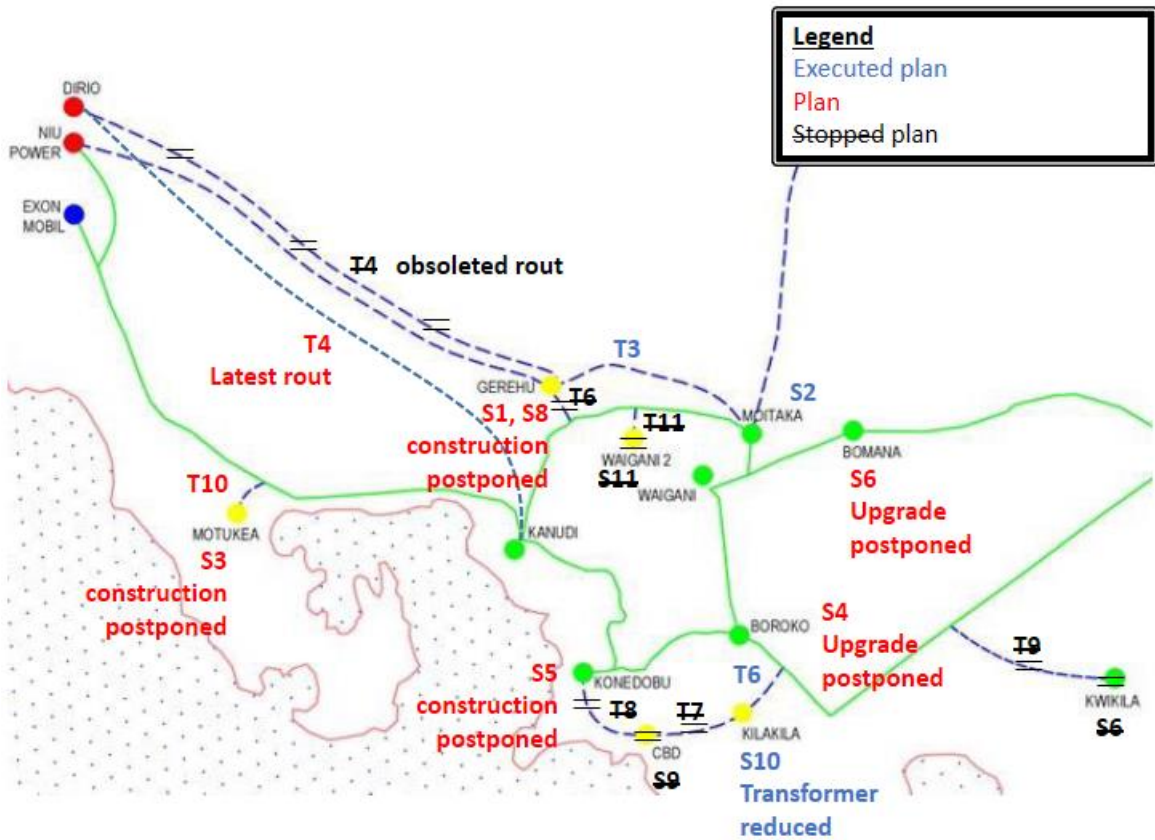 Legend
Executed plan
Plan
Stopped plan
DIRIO
NIU
POWER
EXON
MOBIL
T4 obsoleted rout
T4
Latest rout
T3
GEREHU
T6
S1, S8
construction
postponed
T11
WAIGANI 2
S11
S2
MOITAKA
BOMANA
WAIGANI
S6
Upgrade
postponed
T10
MOTUKEA
S3
construction
postponed
KANUDI
BOROKO
S4
Upgrade
postponed
T9
KWIKILA
S6
S5
construction
postponed
KONEDOBU
T8
T7
T6
CBD
S9
KILAKILA
S10
Transformer
reduced